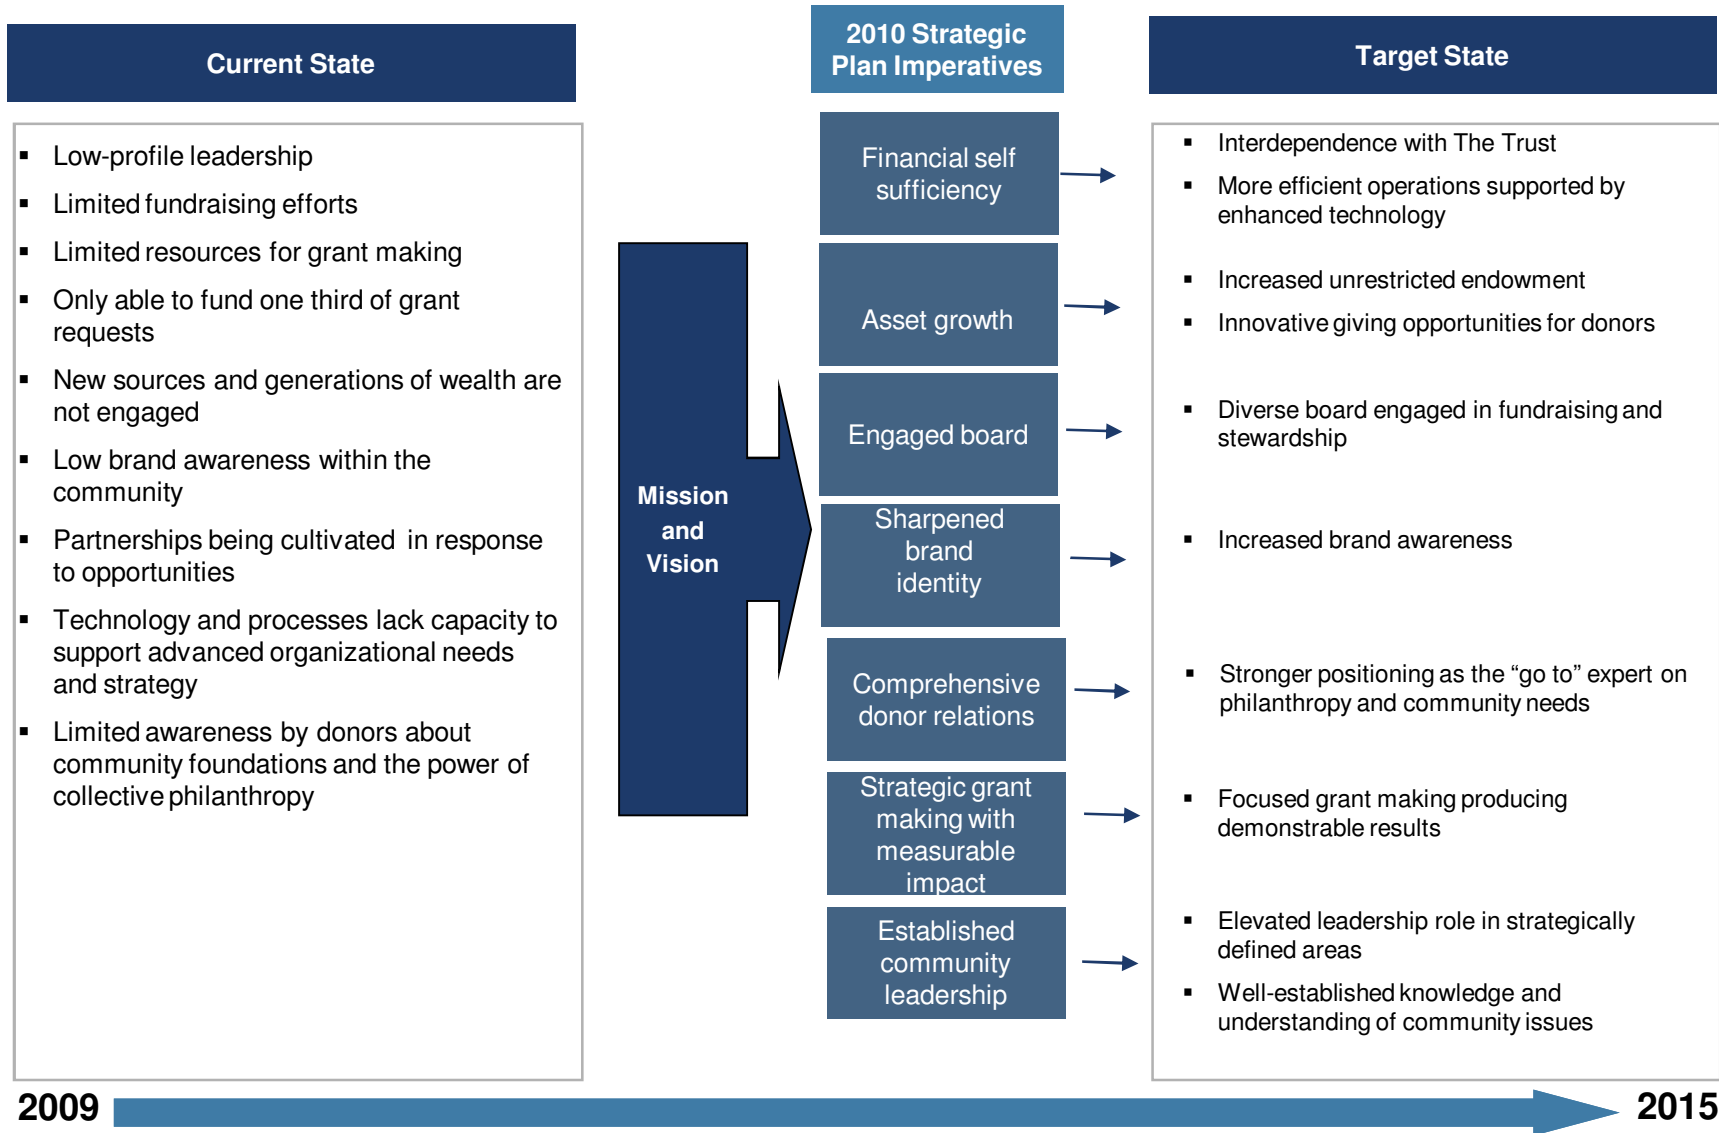 Current State
▪ Low-profile leadership
▪ Limited fundraising efforts
▪ Limited resources for grant making
▪ Only able to fund one third of grant
requests
▪ New sources and generations of wealth are
not engaged
▪ Low brand awareness within the
community
▪ Partnerships being cultivated in response
to opportunities
▪ Technology and processes lack capacity to
support advanced organizational needs
and strategy
▪ Limited awareness by donors about
community foundations and the power of
collective philanthropy
Mission
and
Vision
2010 Strategic
Plan Imperatives
Financial self
sufficiency
Asset growth
Engaged board
Sharpened
brand
identity
Comprehensive
donor relations
Strategic grant
making with
measurable
impact
Established
community
leadership
Target State
▪ Interdependence with The Trust
▪ More efficient operations supported by
enhanced technology
▪ Increased unrestricted endowment
▪ Innovative giving opportunities for donors
▪ Diverse board engaged in fundraising and
stewardship
▪ Increased brand awareness
▪ Stronger positioning as the “go to” expert on
philanthropy and community needs
▪ Focused grant making producing
demonstrable results
▪ Elevated leadership role in strategically
defined areas
▪ Well-established knowledge and
understanding of community issues
2009
2015